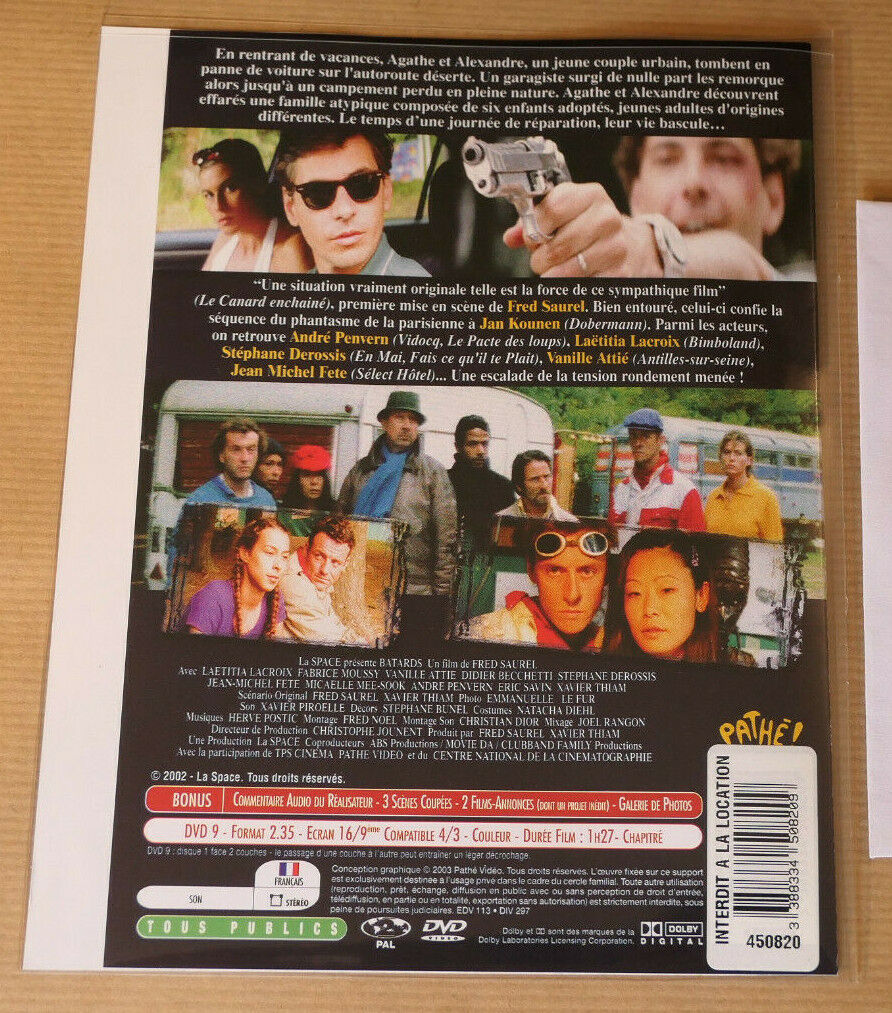 En rentrant de vacances, Agathe et Alexandre, un jeune couple urbain, tombent en
panne de voiture sur l'autoroute déserte. Un garagiste surgi de nulle part les remorque
alors jusqu'à un campement perdu en pleine nature. Agathe et Alexandre découvrent
effarés une famille atypique composée de six enfants adoptés, jeunes adultes d'origines
différentes. Le temps d'une journée de réparation, leur vie bascule...
“Une situation vraiment originale telle est la force de ce sympathique film”
(Le Canard enchainé), première mise en scène de Fred Saurel. Bien entouré, celui-ci confie la
séquence du phantasme de la parisienne à Jan Kounen (Dobermann). Parmi les acteurs,
on retrouve André Penvern (Vidocq, Le Pacte des loups), Laëtitia Lacroix (Bimboland),
Stéphane Derossis (En Mai, Fais ce qu'il te Plait), Vanille Attié (Antilles-sur-seine),
Jean Michel Fete (Sélect Hôtel)... Une escalade de la tension rondement menée !
La SPACE présente BATARDS Un film de FRED SAUREL
Avec LAETITIA LACROIX FABRICE MOUSSY VANILLE ATTIE DIDIER BECCHETTI STEPHANE DEROSSIS
JEAN-MICHEL FETE MICAELLE MEE-SOOK ANDRE PENVERN ERIC SAVIN XAVIER THIAM
Scénario Original FRED SAUREL XAVIER THIAM Photo EMMANUELLE LE FUR
Son XAVIER PIROELLE Décors STEPHANE BUNEL Costumes NATACHA DIEHL
Musiques HERVE POSTIC Montage FRED NOEL Montage Son CHRISTIAN DIOR Mixage JOEL RANGON
Directeur de Production CHRISTOPHE JOUNENT Produit par FRED SAUREL XAVIER THIAM
Une Production La SPACE Coproducteurs ABS Productions / MOVIE DA / CLUBBAND FAMILY Productions
Avec la participation de TPS CINÉMA PATHE VIDEO et du CENTRE NATIONAL DE LA CINEMATOGRAPHIE
PATHÉ!
© 2002 - La Space. Tous droits réservés.
BONUS COMMENTAIRE AUDIO DU RÉALISATEUR - 3 SCÈNES COUPÉES - 2 FILMS-ANNONCES (DONT UN PROJET INÉDIT) - GALERIE DE PHOTOS
DVD 9 - FORMAT 2.35 - ECRAN 16/9ème COMPATIBLE 4/3 - COULEUR - DURÉE FILM : 1H27- CHAPITRÉ
DVD 9 : disque 1 face 2 couches - le passage d'une couche à l'autre peut entraîner un léger décrochage.
FRANÇAIS
SON
STÉRÉO
Conception graphique © 2003 Pathé Vidéo. Tous droits réservés. L'œuvre fixée sur ce support
est exclusivement destinée à l'usage privé dans le cadre du cercle familial. Toute autre utilisation
(reproduction, prêt, échange, diffusion en public avec ou sans perception de droit d'entrée,
télédiffusion, en partie ou en totalité, exportation sans autorisation) est strictement interdite, sous
peine de poursuites judiciaires. EDV 113 • DIV 297
TOUS PUBLICS
PAL
DVD
VIDEO
Dolby et DD sont des marques de la
Dolby Laboratories Licensing Corporation.
DOLBY
DIGITAL
INTERDIT A LA LOCATION
3 388334 508209
450820